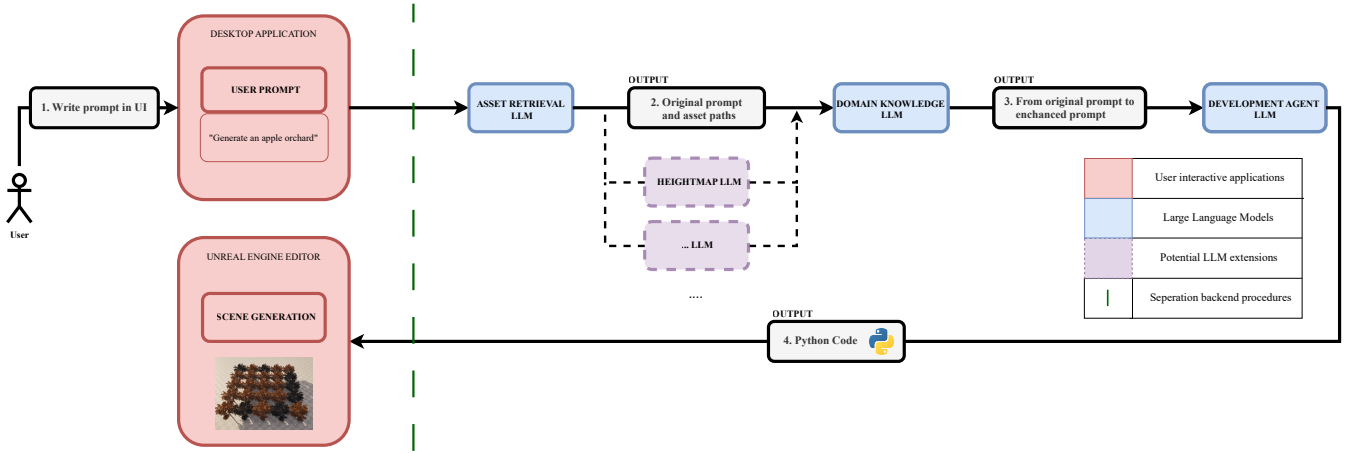 DESKTOP APPLICATION
1. Write prompt in UI
USER PROMPT
"Generate an apple orchard"
User
ASSET RETRIEVAL
LLM
OUTPUT
2. Original prompt
and asset paths
HEIGHTMAP LLM
... LLM
....
DOMAIN KNOWLEDGE
LLM
OUTPUT
3. From original prompt to
enchanced prompt
DEVELOPMENT AGENT
LLM
User interactive applications
Large Language Models
Potential LLM extensions
Seperation backend procedures
OUTPUT
4. Python Code
UNREAL ENGINE EDITOR
SCENE GENERATION